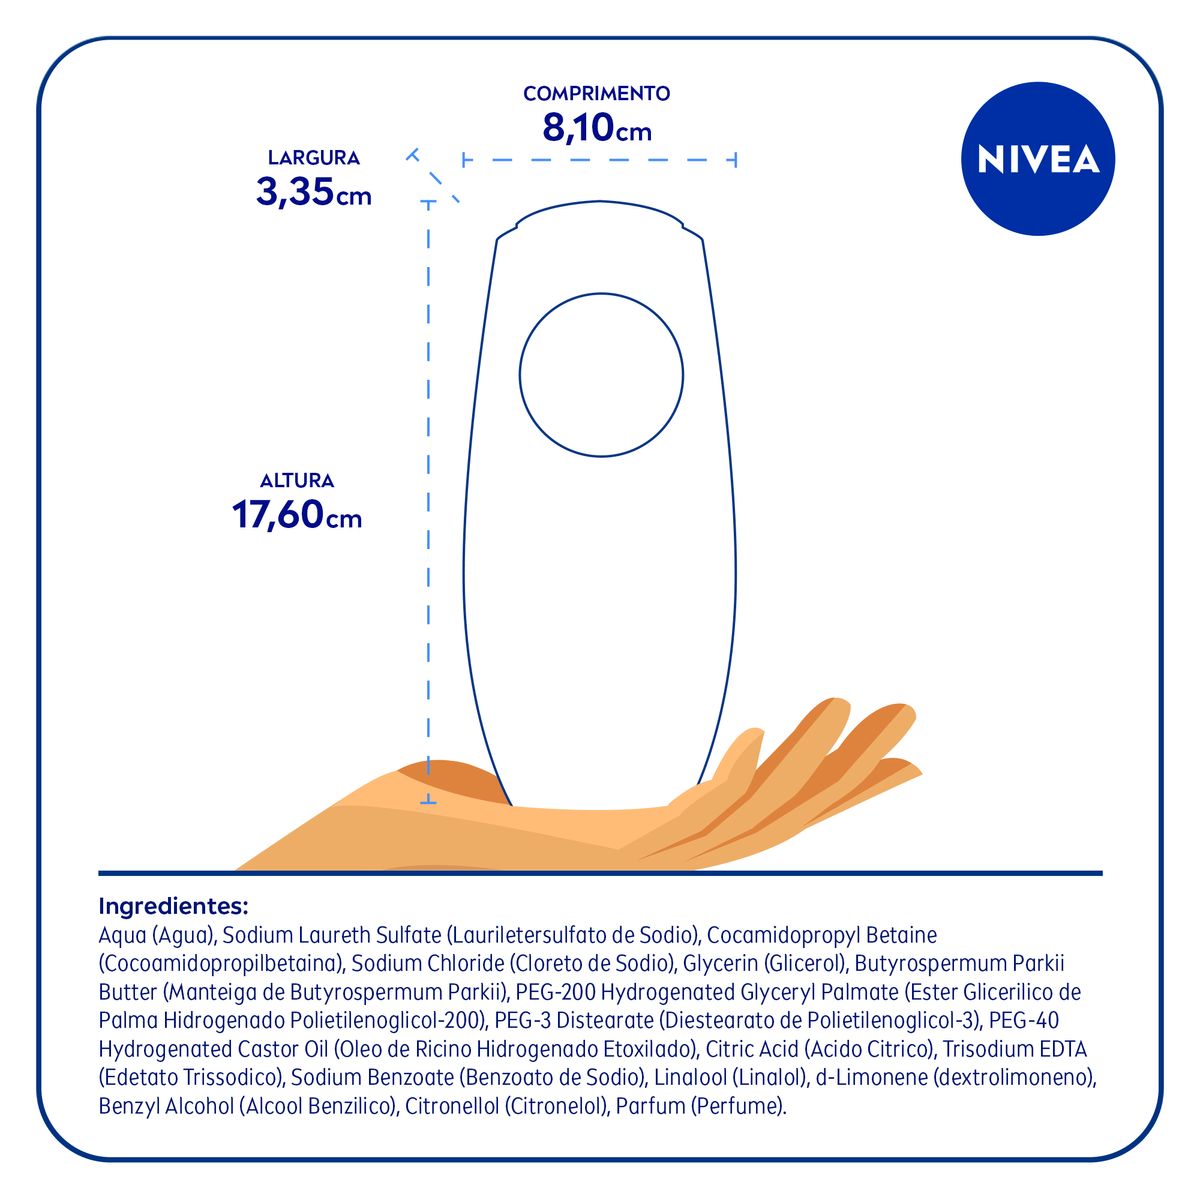 COMPRIMENTO
8,10cm
LARGURA
3,35cm
NIVEA
ALTURA
17,60cm
Ingredientes:
Aqua (Agua), Sodium Laureth Sulfate (Lauriletersulfato de Sodio), Cocamidopropyl Betaine
(Cocoamidopropilbetaina), Sodium Chloride (Cloreto de Sodio), Glycerin (Glicerol), Butyrospermum Parkii
Butter (Manteiga de Butyrospermum Parkii), PEG-200 Hydrogenated Glyceryl Palmate (Ester Glicerilico de
Palma Hidrogenado Polietilenoglicol-200), PEG-3 Distearate (Diestearato de Polietilenoglicol-3), PEG-40
Hydrogenated Castor Oil (Oleo de Ricino Hidrogenado Etoxilado), Citric Acid (Acido Citrico), Trisodium EDTA
(Edetato Trissodico), Sodium Benzoate (Benzoato de Sodio), Linalool (Linalol), d-Limonene (dextrolimoneno),
Benzyl Alcohol (Alcool Benzilico), Citronellol (Citronelol), Parfum (Perfume).